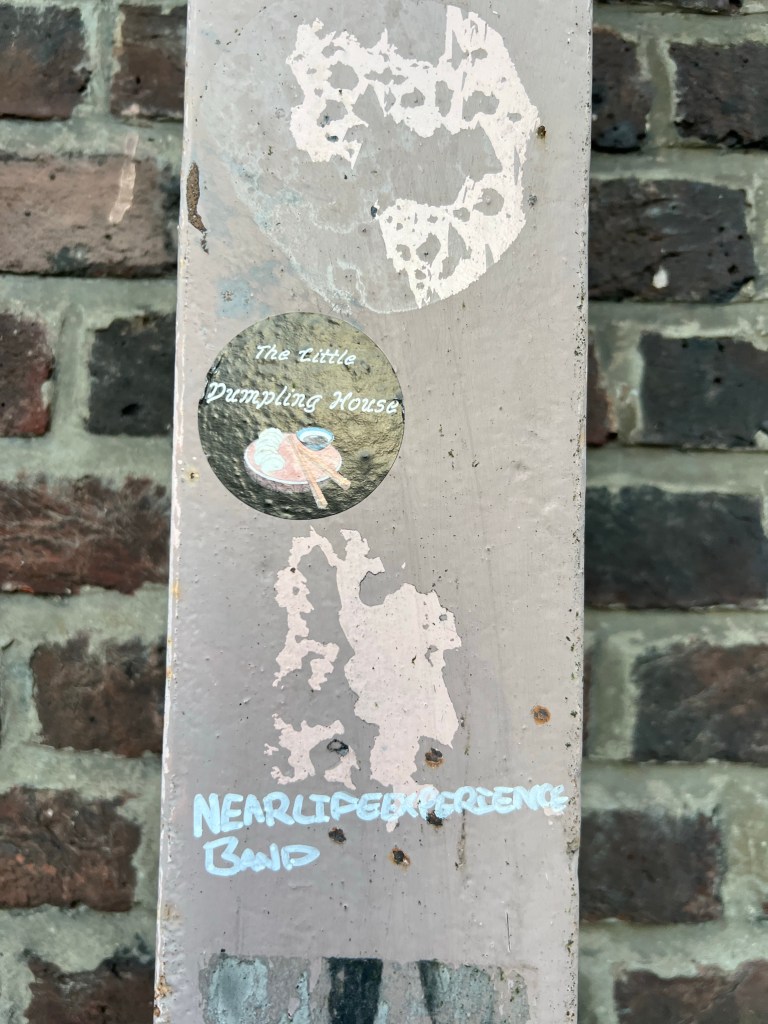 The Little
Dumpling House
NEARLIFEEXPERIENCE
BAND